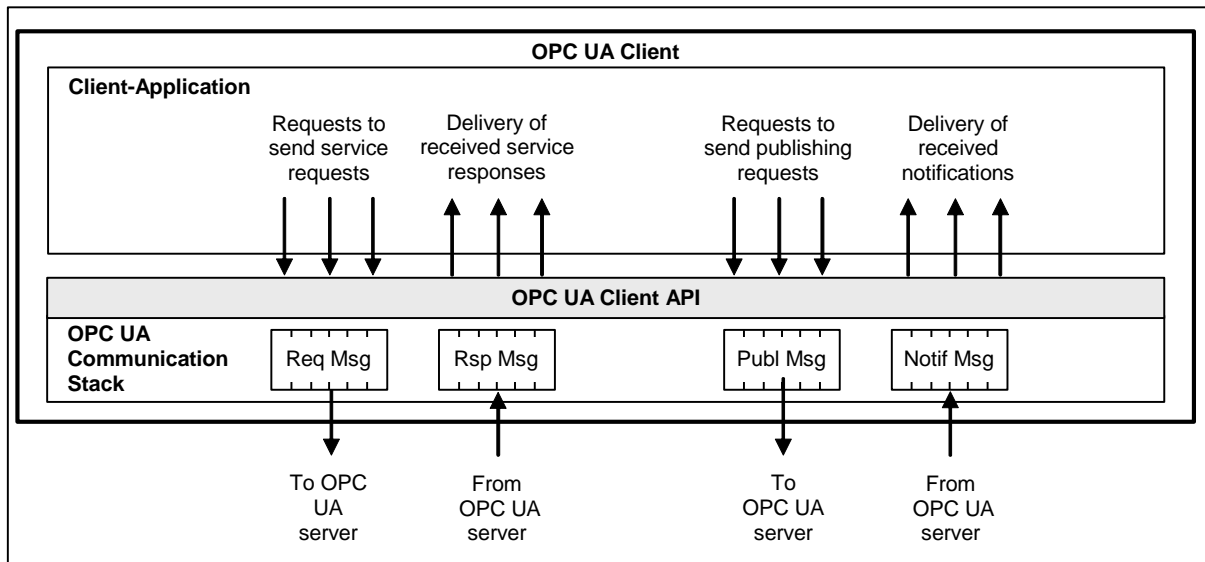 OPC UA Client
Client-Application
Requests to
send service
requests
Delivery of
received service
responses
Requests to
send publishing
requests
Delivery of
received
notifications
OPC UA Client API
OPC UA
Communication
Stack
Req Msg
Rsp Msg
Publ Msg
Notif Msg
To OPC
UA
server
From
OPC UA
server
To
OPC UA
server
From
OPC UA
server